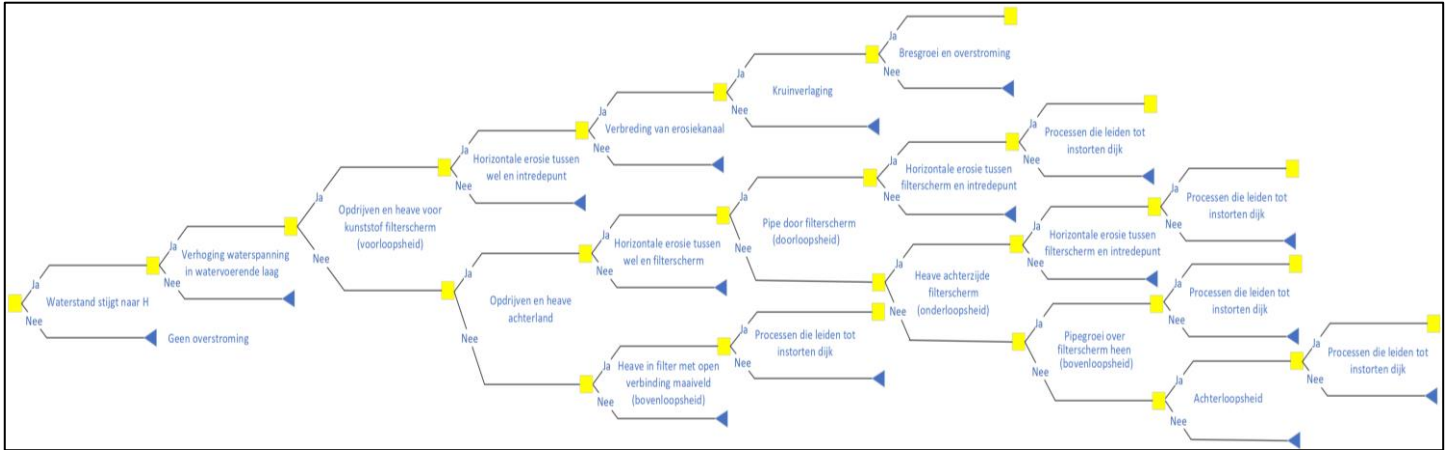 Ja
Bresgroei en overstroming
Nee
Ja
Kruinverlaging
Nee
Ja
Verbreding van erosiekanaal
Nee
Ja
Processen die leiden tot
instorten dijk
Nee
Ja
Horizontale erosie tussen
wel en intredepunt
Nee
Ja
Horizontale erosie tussen
filterscherm en intredepunt
Nee
Ja
Processen die leiden tot
instorten dijk
Nee
Ja
Opdrijven en heave voor
kunststof filterscherm
(voorloopsheid)
Nee
Ja
Pipe door filterscherm
(doorloopsheid)
Nee
Ja
Horizontale erosie tussen
filterscherm en intredepunt
Nee
Ja
Verhoging waterspanning
in watervoerende laag
Nee
Ja
Horizontale erosie tussen
wel en filterscherm
Nee
Ja
Heave achterzijde
filterscherm
(onderloopsheid)
Nee
Ja
Processen die leiden tot
instorten dijk
Nee
Ja
Waterstand stijgt naar H
Nee
Geen overstroming
Ja
Opdrijven en heave
achterland
Nee
Ja
Processen die leiden tot
instorten dijk
Nee
Ja
Pipegroei over
filterscherm heen
(bovenloopsheid)
Nee
Ja
Processen die leiden tot
instorten dijk
Nee
Ja
Heave in filter met open
verbinding maaiveld
(bovenloopsheid)
Nee
Ja
Achterloopsheid
Nee